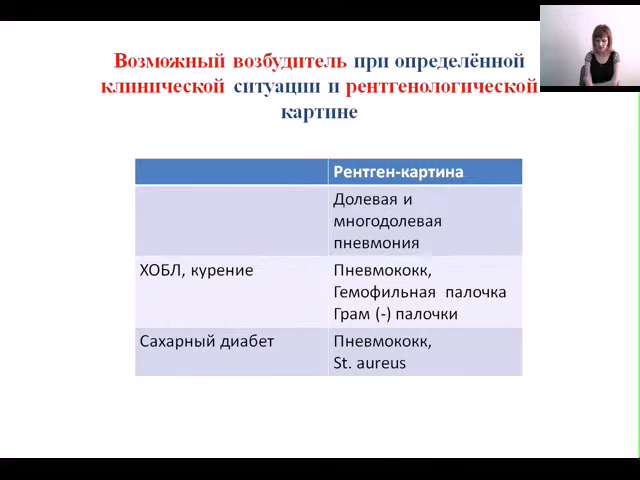 Возможный возбудитель при определённой
клинической ситуации и рентгенологической
картине
Рентген-картина
Долевая и
многодолевая
пневмония
ХОБЛ, курение
Пневмококк,
Гемофильная палочка
Грам (-) палочки
Сахарный диабет
Пневмококк,
St. aureus